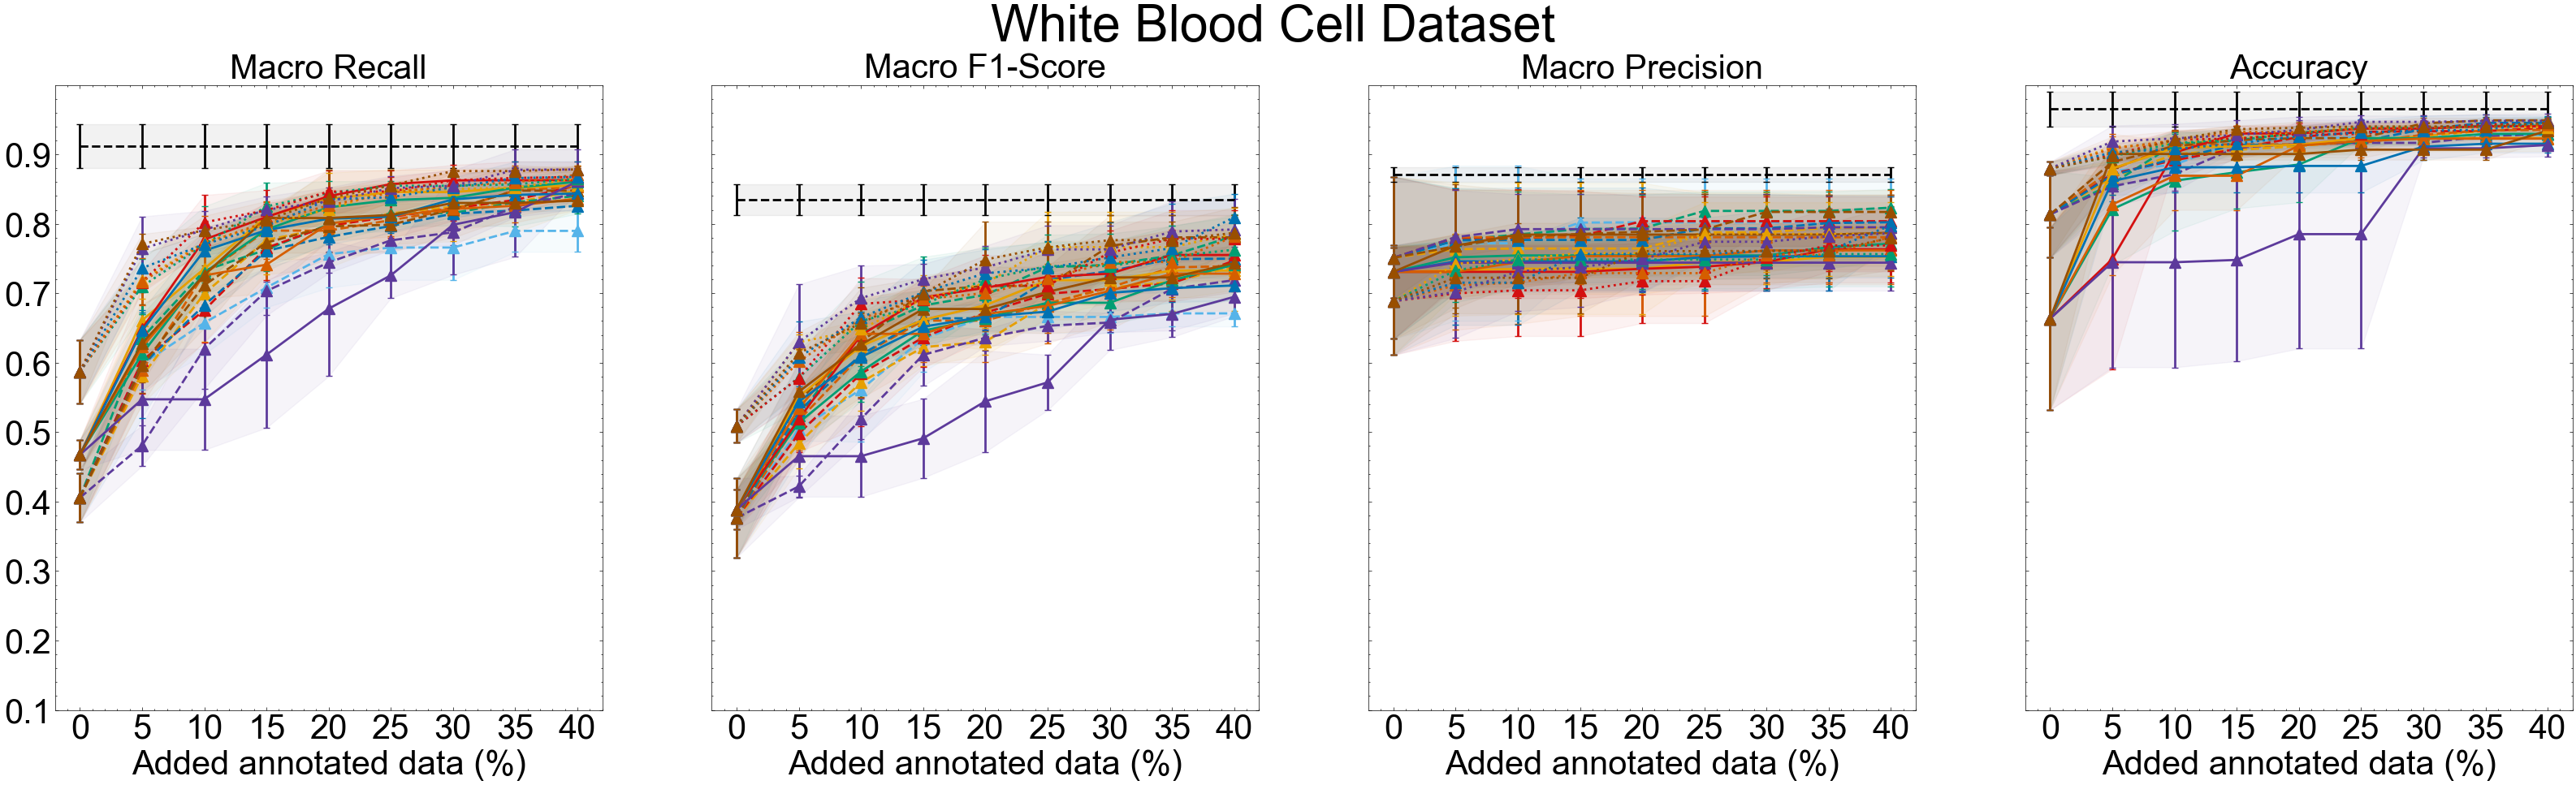 White Blood Cell Dataset
Macro Recall
Macro F1-Score
Macro Precision
Accuracy
0.9
0.8
0.7
0.6
0.5
0.4
0.3
0.2
0.1
0 5 10 15 20 25 30 35 40
0 5 10 15 20 25 30 35 40
0 5 10 15 20 25 30 35 40
0 5 10 15 20 25 30 35 40
Added annotated data (%)
Added annotated data (%)
Added annotated data (%)
Added annotated data (%)